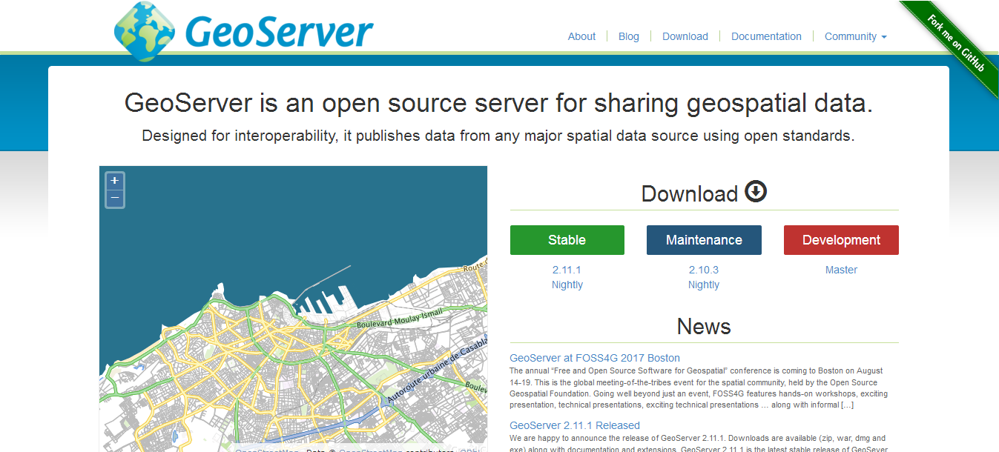 GeoServer
About
Blog
Download
Documentation
Community
Fork me on GitHub
GeoServer is an open source server for sharing geospatial data.
Designed for interoperability, it publishes data from any major spatial data source using open standards.
+
−
Route
Boulevard Moulay Ismail
Autoroute urbaine de Casabla
Boulev
Download
Stable
Maintenance
Development
2.11.1
2.10.3
Master
Nightly
Nightly
News
GeoServer at FOSS4G 2017 Boston
The annual “Free and Open Source Software for Geospatial” conference is coming to Boston on August
14-19. This is the global meeting-of-the-tribes event for the spatial community, held by the Open Source
Geospatial Foundation. Going well beyond just an event, FOSS4G features hands-on workshops, exciting
presentation, technical presentations, exciting technical presentations … along with informal […]
GeoServer 2.11.1 Released
We are happy to announce the release of GeoServer 2.11.1. Downloads are available (zip, war, dmg and
exe) along with documentation and extensions. GeoServer 2.11.1 is the latest stable release of GeoServer